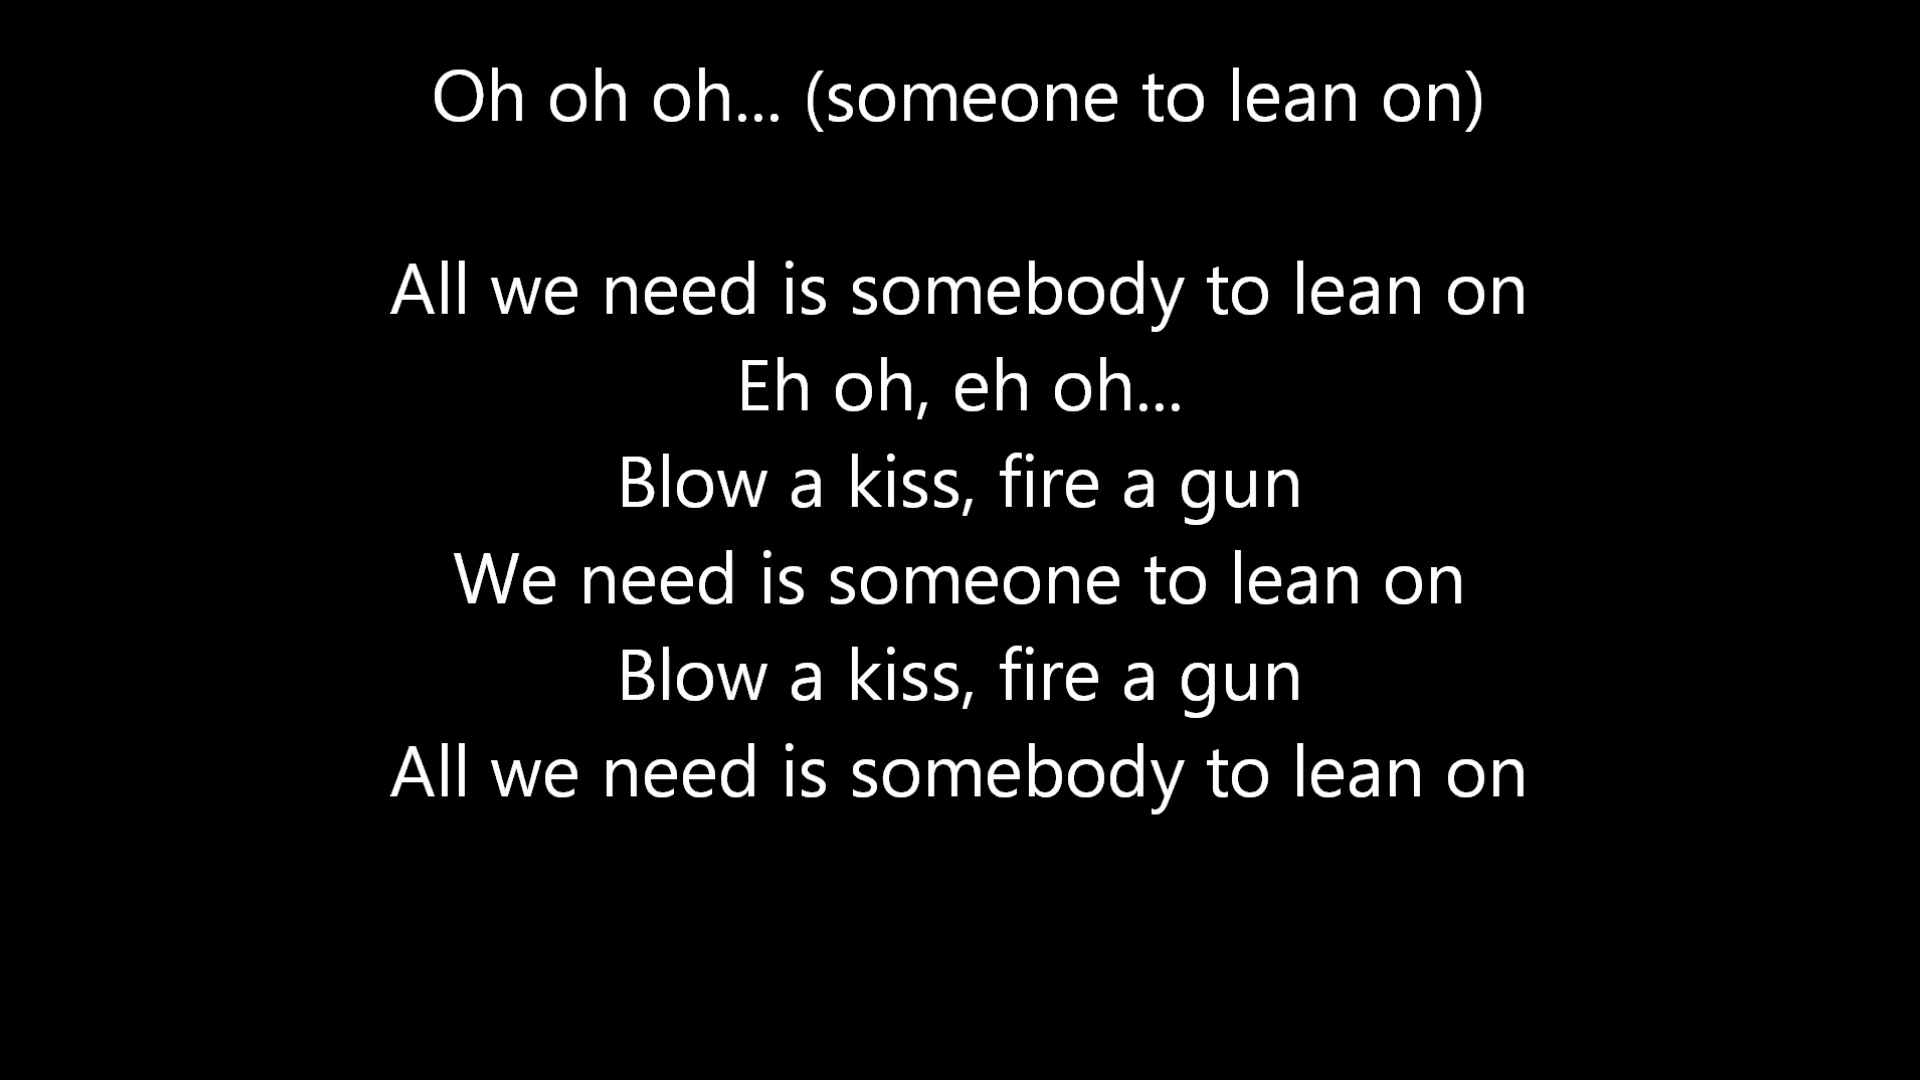 Oh oh oh... (someone to lean on)
All we need is somebody to lean on
Eh oh, eh oh...
Blow a kiss, fire a gun
We need is someone to lean on
Blow a kiss, fire a gun
All we need is somebody to lean on